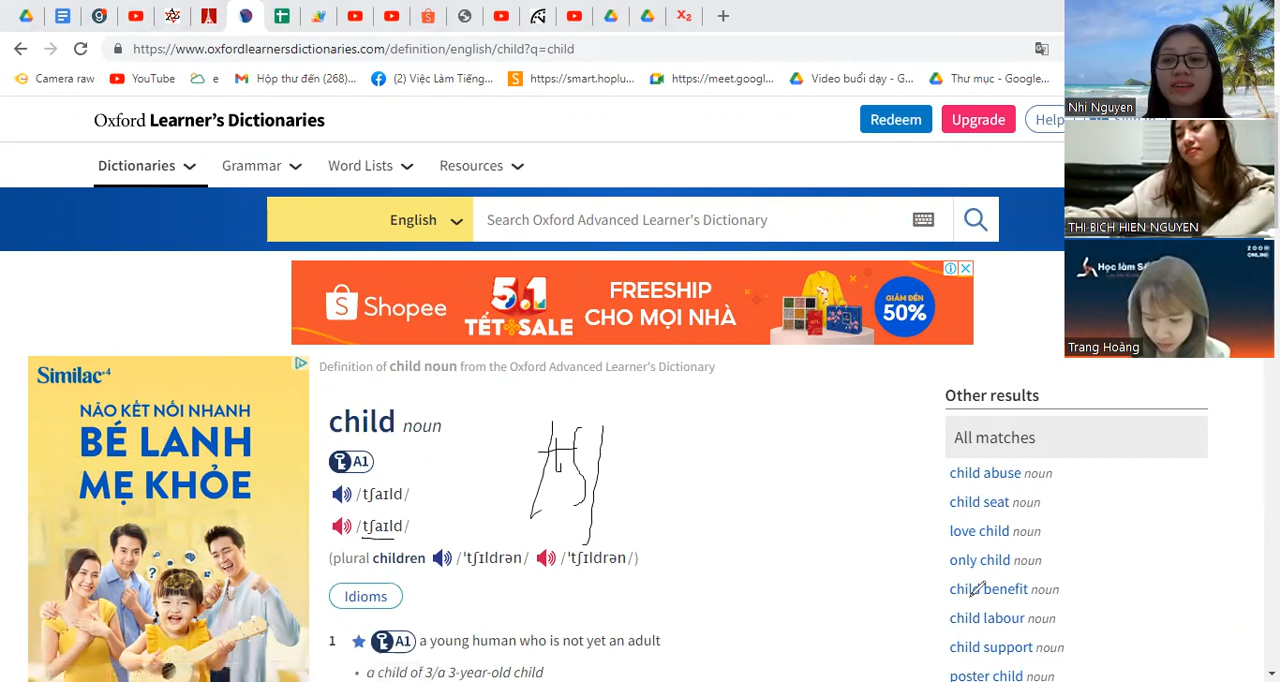 https://www.oxfordlearnersdictionaries.com/definition/english/child?q=child
Camera raw
YouTube
e
Hộp thư đến (268)...
(2) Việc Làm Tiếng...
https://smart.hoplu...
https://meet.googl...
Video buổi dạy - G...
Thư mục - Google...
Oxford Learner's Dictionaries
Redeem
Upgrade
Help
Dictionaries
Grammar
Word Lists
Resources
English
Search Oxford Advanced Learner's Dictionary
Shopee
5.1
TẾT SALE
FREESHIP
CHO MỌI NHÀ
GIẢM ĐẾN
50%
Similac 4
NÃO KẾT NỐI NHANH
BÉ LANH
MẸ KHỎE
Definition of child noun from the Oxford Advanced Learner's Dictionary
child noun
A1
/tʃaɪld/
/tʃaɪld/
(plural children /ˈtʃɪldrən/ /ˈtʃɪldrən/)
/tʃ/
Idioms
1 A1 a young human who is not yet an adult
• a child of 3/a 3-year-old child
Other results
All matches
child abuse noun
child seat noun
love child noun
only child noun
child benefit noun
child labour noun
child support noun
poster child noun
Nhi Nguyen
THI BICH HIEN NGUYEN
ZOOM
ONLINE
Trang Hoàng